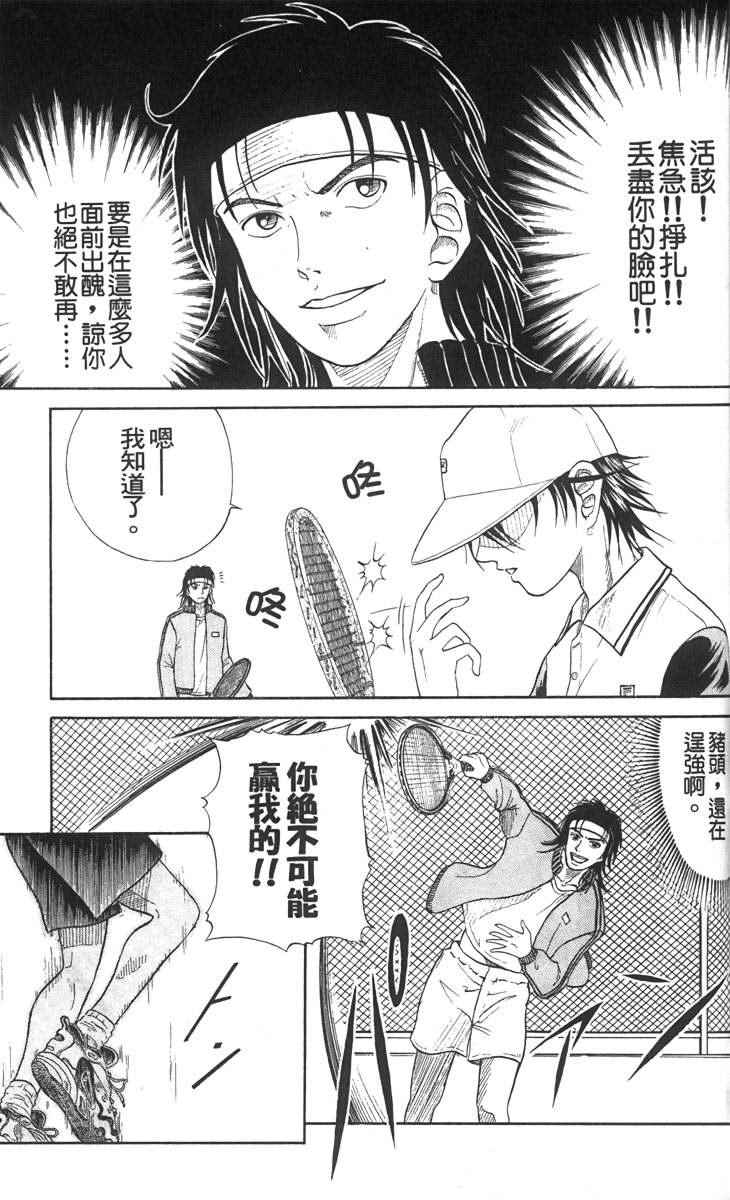 活該！
焦急!!掙扎!!
丟盡你的臉吧!!
要是在這麼多人
面前出醜，諒你
也絕不敢再……
嗯——
我知道了。
咚
咚
豬頭，還在
逞強啊。
你絕不可能
贏我的!!